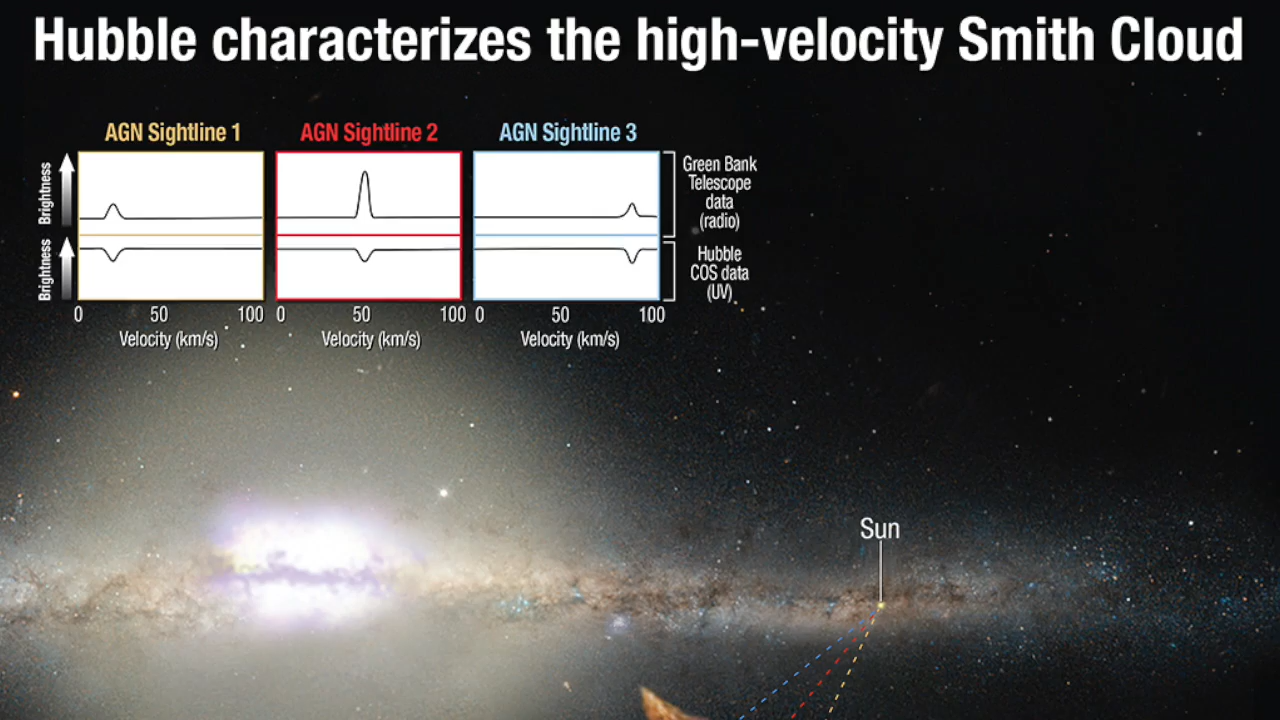 Hubble characterizes the high-velocity Smith Cloud
AGN Sightline 1
AGN Sightline 2
AGN Sightline 3
Brightness
Brightness
Green Bank
Telescope
data
(radio)
Hubble
COS data
(UV)
0 50 100
0 50 100
0 50 100
Velocity (km/s)
Velocity (km/s)
Velocity (km/s)
Sun